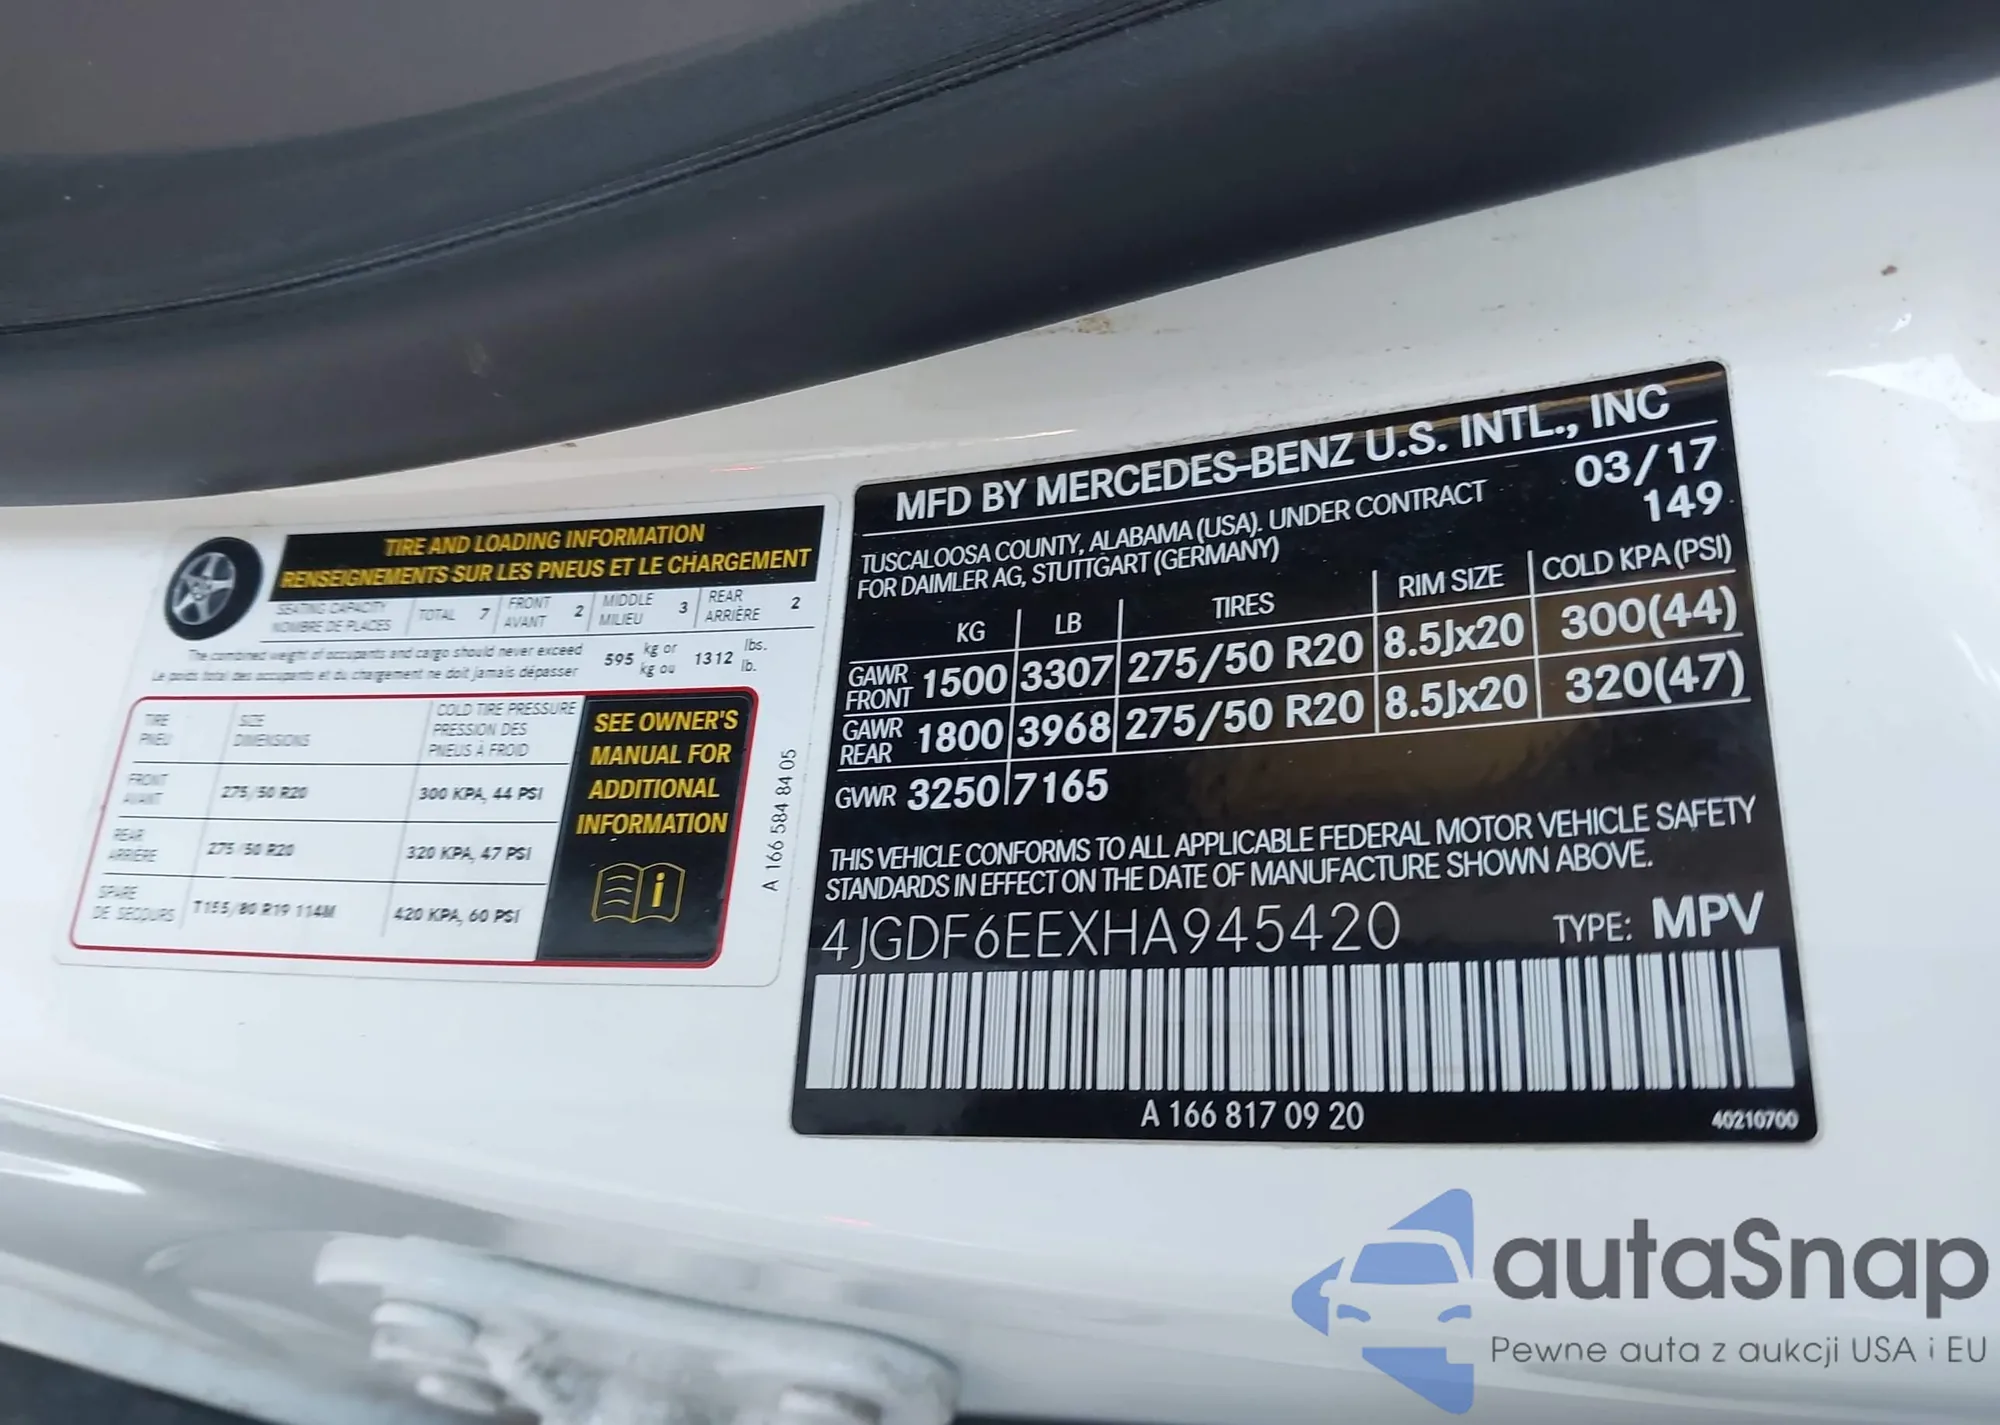 TIRE AND LOADING INFORMATION
RENSEIGNEMENTS SUR LES PNEUS ET LE CHARGEMENT
SEATING CAPACITY
NOMBRE DE PLACES
TOTAL 7
FRONT
AVANT 2
MIDDLE
MILIEU 3
REAR
ARRIÈRE 2
The combined weight of occupants and cargo should never exceed 595 kg or 1312 lbs.
Le poids total des occupants et du chargement ne doit jamais dépasser kg ou lb.
TIRE
PNEU
SIZE
DIMENSIONS
COLD TIRE PRESSURE
PRESSION DES
PNEUS À FROID
FRONT
AVANT
275/50 R20
300 KPA, 44 PSI
REAR
ARRIÈRE
275/50 R20
320 KPA, 47 PSI
SPARE
DE SECOURS
T155/80 R19 114M
420 KPA, 60 PSI
SEE OWNER'S
MANUAL FOR
ADDITIONAL
INFORMATION
A 166 584 84 05
MFD BY MERCEDES-BENZ U.S. INTL., INC
TUSCALOOSA COUNTY, ALABAMA (USA). UNDER CONTRACT
FOR DAIMLER AG, STUTTGART (GERMANY)
03/17
149
KG LB TIRES RIM SIZE COLD KPA (PSI)
GAWR
FRONT 1500 3307 275/50 R20 8.5Jx20 300(44)
GAWR
REAR 1800 3968 275/50 R20 8.5Jx20 320(47)
GVWR 3250 7165
THIS VEHICLE CONFORMS TO ALL APPLICABLE FEDERAL MOTOR VEHICLE SAFETY
STANDARDS IN EFFECT ON THE DATE OF MANUFACTURE SHOWN ABOVE.
4JGDF6EEXHA945420 TYPE: MPV
A 166 817 09 20
40210700
autaSnap
Pewne auta z aukcji USA i EU